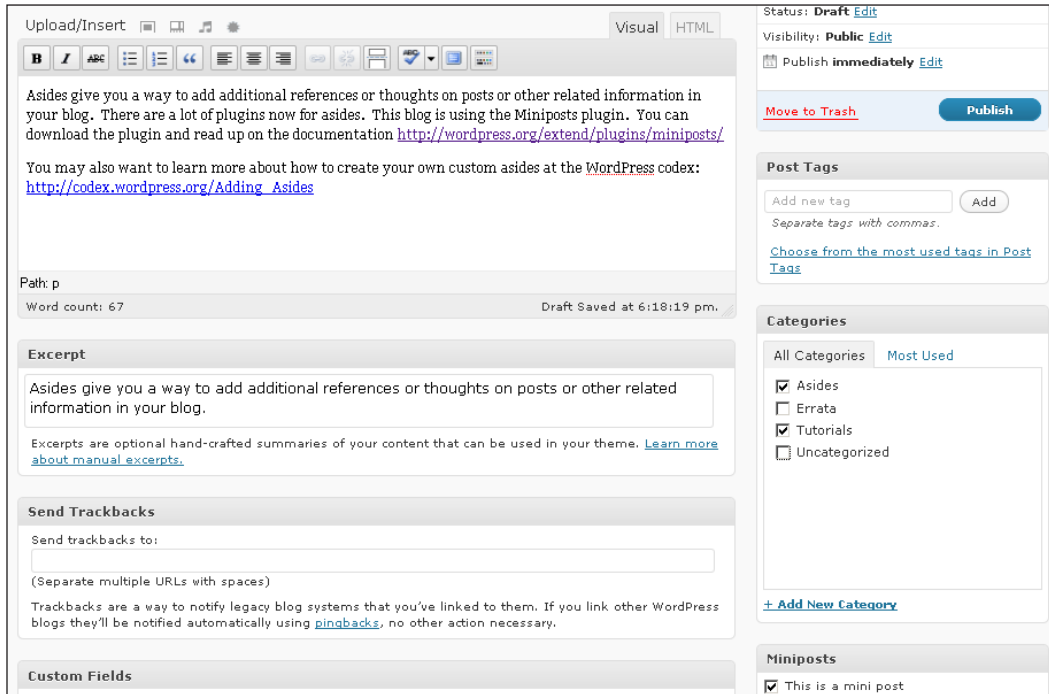 Upload/Insert
Visual HTML
B I ABC ABC
Asides give you a way to add additional references or thoughts on posts or other related information in
your blog. There are a lot of plugins now for asides. This blog is using the Miniposts plugin. You can
download the plugin and read up on the documentation http://wordpress.org/extend/plugins/miniposts/
You may also want to learn more about how to create your own custom asides at the WordPress codex:
http://codex.wordpress.org/Adding_Asides
Path: p
Word count: 67 Draft Saved at 6:18:19 pm.
Excerpt
Asides give you a way to add additional references or thoughts on posts or other related
information in your blog.
Excerpts are optional hand-crafted summaries of your content that can be used in your theme. Learn more
about manual excerpts.
Send Trackbacks
Send trackbacks to:
(Separate multiple URLs with spaces)
Trackbacks are a way to notify legacy blog systems that you've linked to them. If you link other WordPress
blogs they'll be notified automatically using pingbacks, no other action necessary.
Custom Fields
Status: Draft Edit
Visibility: Public Edit
Publish immediately Edit
Move to Trash Publish
Post Tags
Add new tag Add
Separate tags with commas.
Choose from the most used tags in Post
Tags
Categories
All Categories Most Used
Asides
Errata
Tutorials
Uncategorized
+ Add New Category
Miniposts
This is a mini post